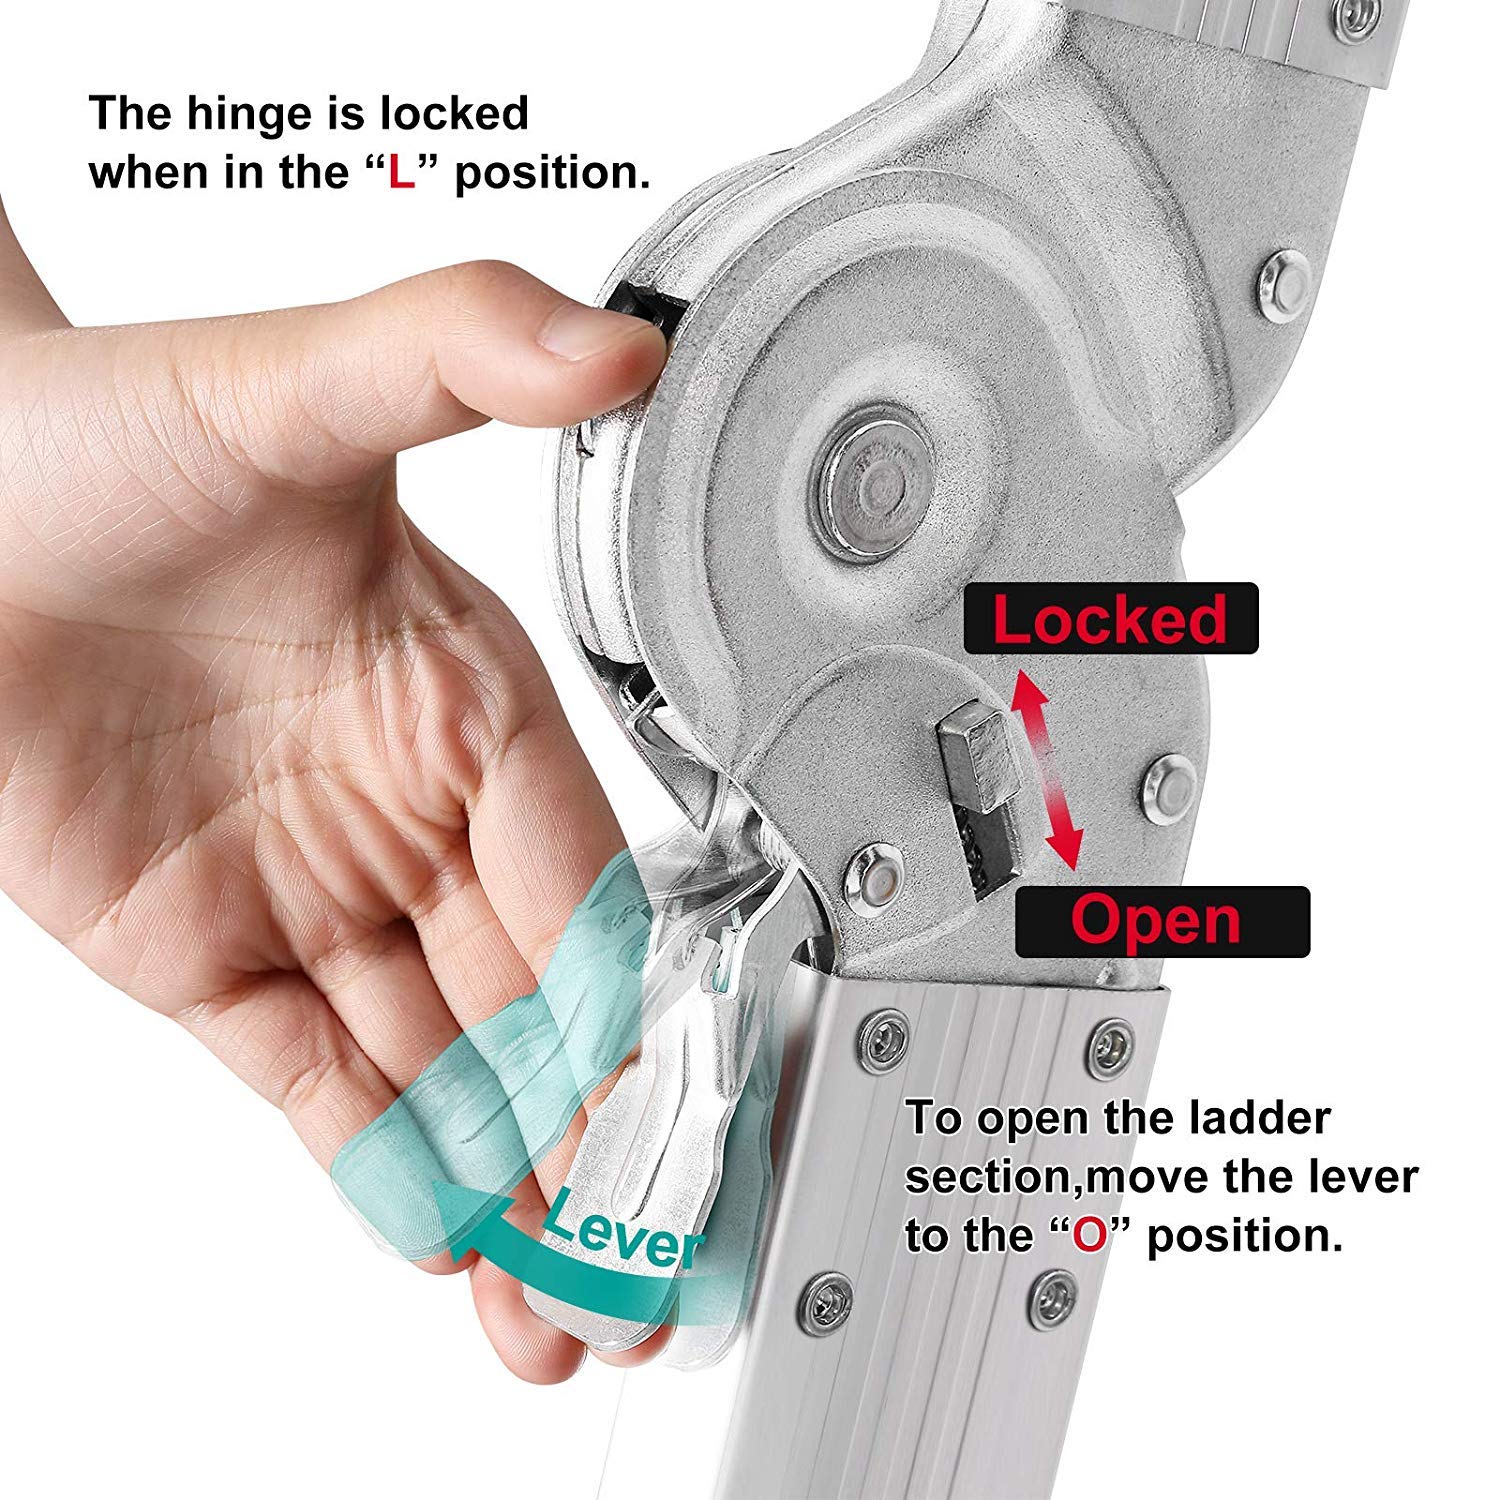 The hinge is locked
when in the “L” position.
Locked
Open
Lever
To open the ladder
section,move the lever
to the “O” position.